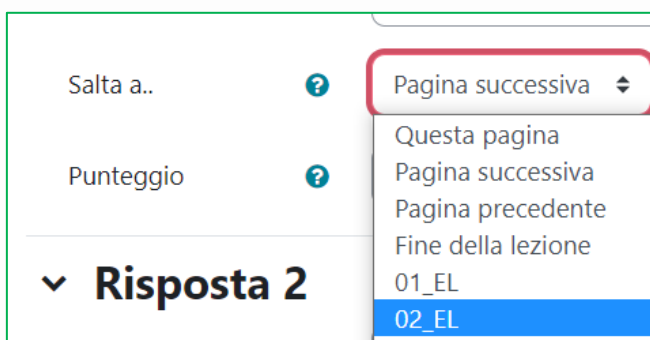 Salta a..
Pagina successiva
Questa pagina
Pagina successiva
Pagina precedente
Fine della lezione
01_EL
02_EL
Punteggio
Risposta 2